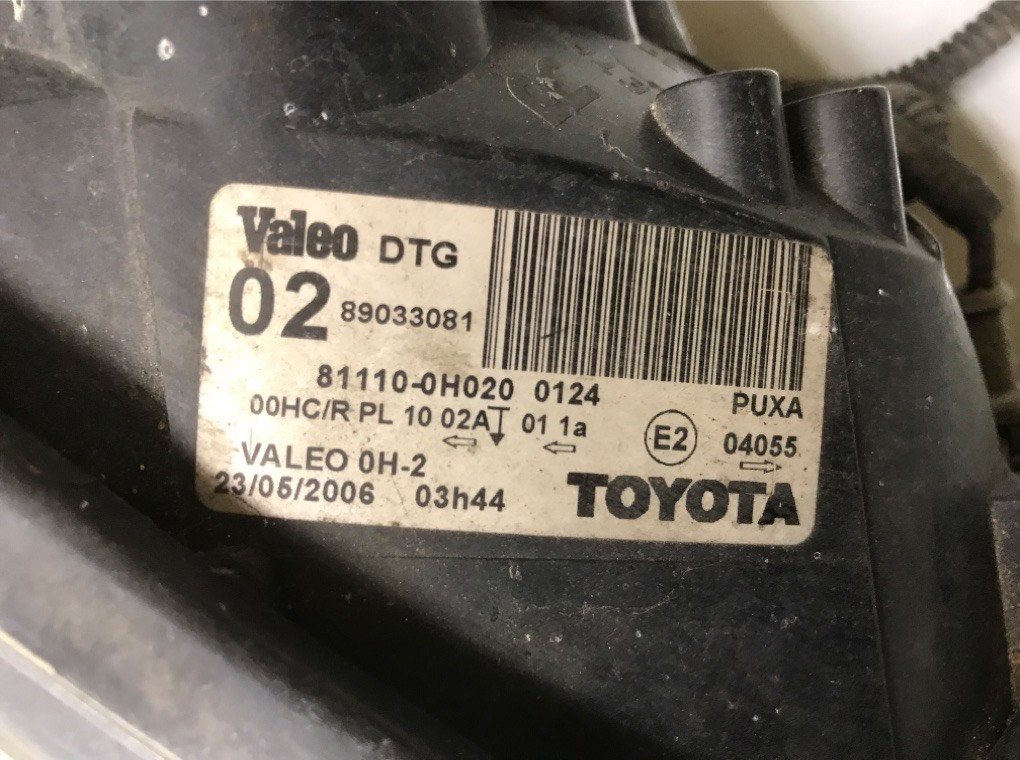 Valeo DTG
02 89033081
81110-0H020 0124
PUXA
00HC/R PL 10 02A 01 1a
E2 04055
VALEO 0H-2
23/05/2006 03h44
TOYOTA